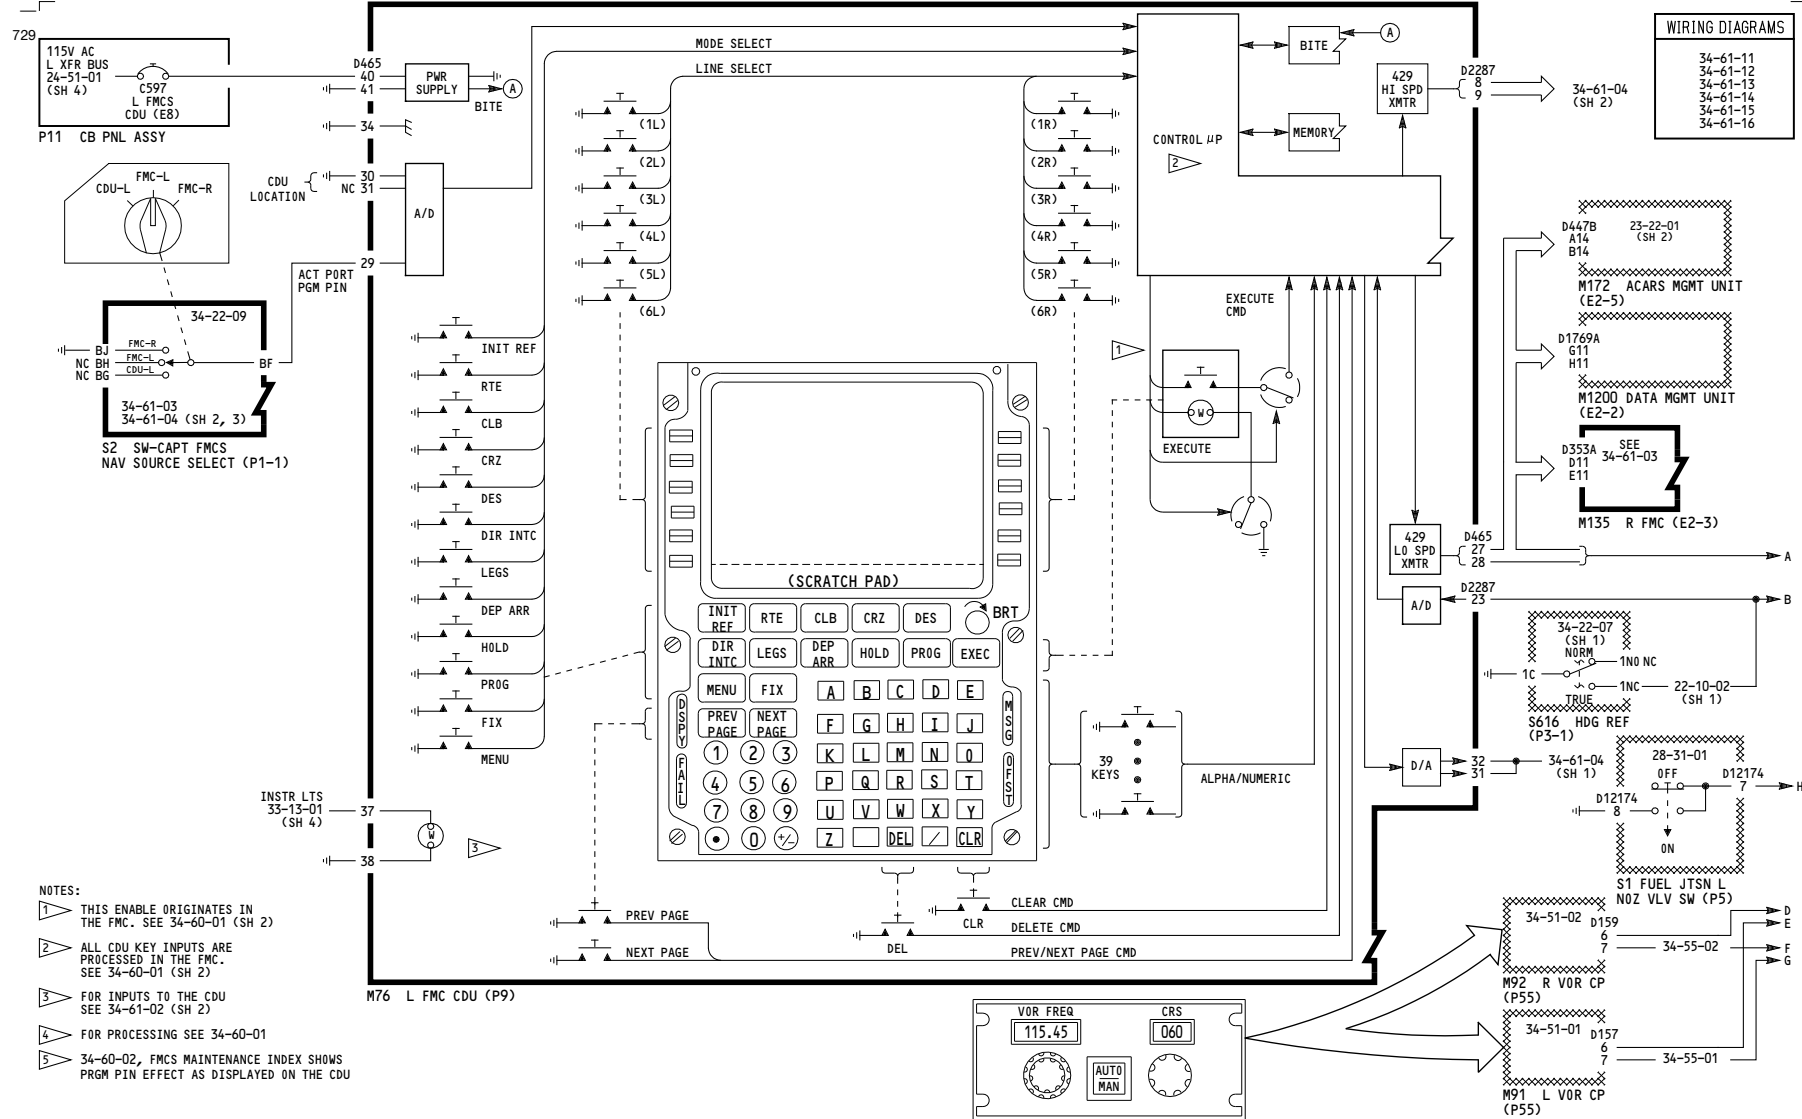 729
115V AC
L XFR BUS
24-51-01
(SH 4)
C597
L FMCS
CDU (E8)
P11 CB PNL ASSY
D465
40
41
PWR
SUPPLY
A
BITE
34
CDU
LOCATION
30
NC 31
A/D
CDU-L
FMC-L
FMC-R
ACT PORT
PGM PIN
29
34-22-09
BJ FMC-R
NC BH FMC-L
NC BG CDU-L
BF
34-61-03
34-61-04 (SH 2, 3)
S2 SW-CAPT FMCS
NAV SOURCE SELECT (P1-1)
MODE SELECT
LINE SELECT
(1L)
(2L)
(3L)
(4L)
(5L)
(6L)
(1R)
(2R)
(3R)
(4R)
(5R)
(6R)
INIT REF
RTE
CLB
CRZ
DES
DIR INTC
LEGS
DEP ARR
HOLD
PROG
FIX
MENU
CONTROL μP
2
BITE
A
MEMORY
429
HI SPD
XMTR
D2287
8
9
34-61-04
(SH 2)
WIRING DIAGRAMS
34-61-11
34-61-12
34-61-13
34-61-14
34-61-15
34-61-16
EXECUTE
CMD
1
W
EXECUTE
D447B
A14
B14
23-22-01
(SH 2)
M172 ACARS MGMT UNIT
(E2-5)
D1769A
G11
H11
M1200 DATA MGMT UNIT
(E2-2)
D353A
D11
E11
SEE
34-61-03
M135 R FMC (E2-3)
429
LO SPD
XMTR
D465
27
28
A
A/D
D2287
23
B
34-22-07
(SH 1)
NORM
1C
1NO NC
1NC
22-10-02
(SH 1)
TRUE
S616 HDG REF
(P3-1)
D/A
32
31
34-61-04
(SH 1)
28-31-01
OFF
D12174
7
H
D12174
8
ON
S1 FUEL JTSN L
NOZ VLV SW (P5)
(SCRATCH PAD)
INIT REF
RTE
CLB
CRZ
DES
BRT
DIR INTC
LEGS
DEP ARR
HOLD
PROG
EXEC
MENU
FIX
PREV PAGE
NEXT PAGE
A B C D E
F G H I J
K L M N O
P Q R S T
U V W X Y
Z DEL / CLR
1 2 3
4 5 6
7 8 9
. 0 +/-
DSPY
FAIL
MSG
OFST
39
KEYS
ALPHA/NUMERIC
INSTR LTS
33-13-01
(SH 4)
37
W
38
3
PREV PAGE
NEXT PAGE
DEL
CLR
CLEAR CMD
DELETE CMD
PREV/NEXT PAGE CMD
M76 L FMC CDU (P9)
NOTES:
1 THIS ENABLE ORIGINATES IN
THE FMC. SEE 34-60-01 (SH 2)
2 ALL CDU KEY INPUTS ARE
PROCESSED IN THE FMC.
SEE 34-60-01 (SH 2)
3 FOR INPUTS TO THE CDU
SEE 34-61-02 (SH 2)
4 FOR PROCESSING SEE 34-60-01
5 34-60-02, FMCS MAINTENANCE INDEX SHOWS
PRGM PIN EFFECT AS DISPLAYED ON THE CDU
VOR FREQ
115.45
CRS
060
AUTO
MAN
34-51-02
D159
6
7
34-55-02
D
E
F
G
M92 R VOR CP
(P55)
34-51-01
D157
6
7
34-55-01
M91 L VOR CP
(P55)